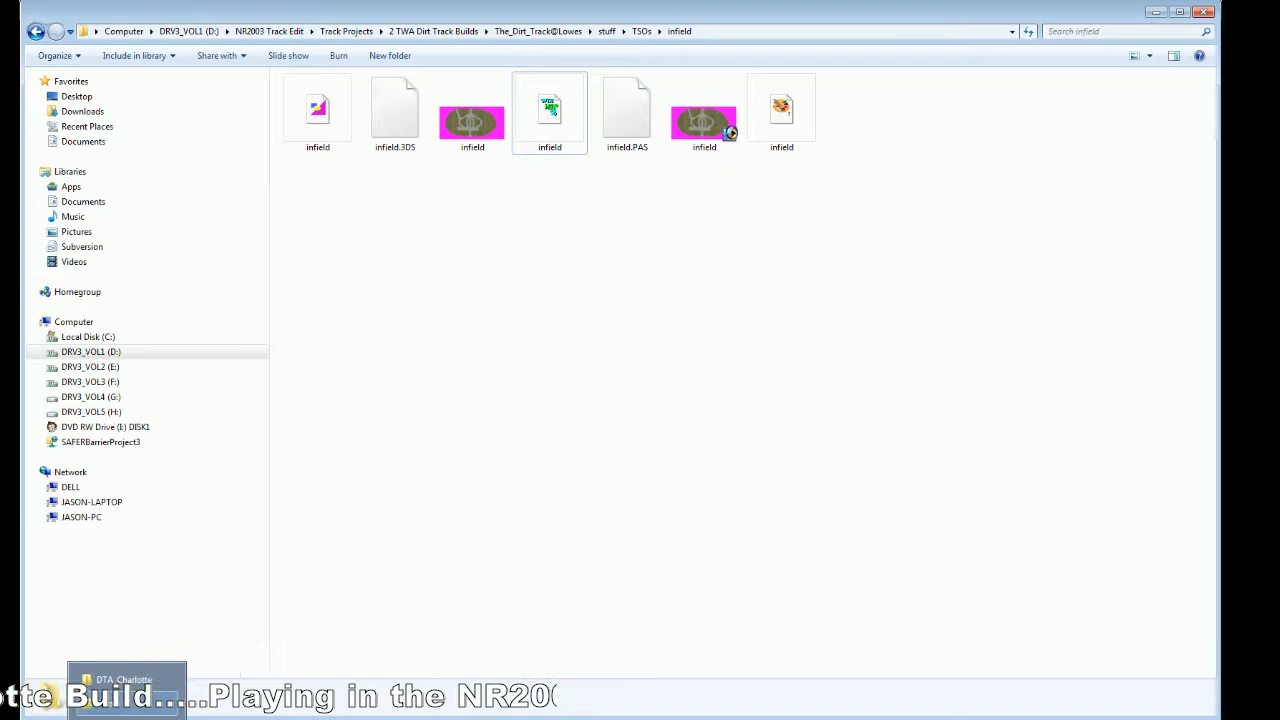 Computer ▸ DRV3_VOL1 (D:) ▸ NR2003 Track Edit ▸ Track Projects ▸ 2 TWA Dirt Track Builds ▸ The_Dirt_Track@Lowes ▸ stuff ▸ TSOs ▸ infield
Search infield
Organize Include in library Share with Slide show Burn New folder
Favorites
Desktop
Downloads
Recent Places
Documents
Libraries
Apps
Documents
Music
Pictures
Subversion
Videos
Homegroup
Computer
Local Disk (C:)
DRV3_VOL1 (D:)
DRV3_VOL2 (E:)
DRV3_VOL3 (F:)
DRV3_VOL4 (G:)
DRV3_VOL5 (H:)
DVD RW Drive (I:) DISK1
SAFERBarrierProject3
Network
DELL
JASON-LAPTOP
JASON-PC
infield infield.3DS infield infield infield.PAS infield infield
DTA_Charlotte
otte Build.....Playing in the NR200